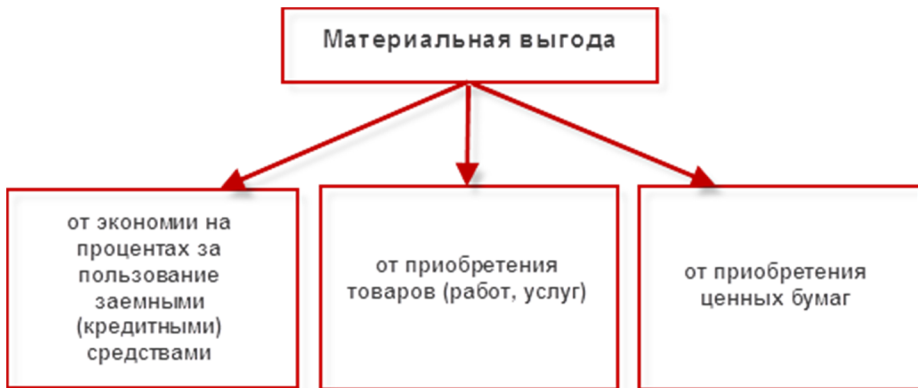 Материальная выгода
от экономии на
процентах за
пользование
заемными
(кредитными)
средствами
от приобретения
товаров (работ, услуг)
от приобретения
ценных бумаг